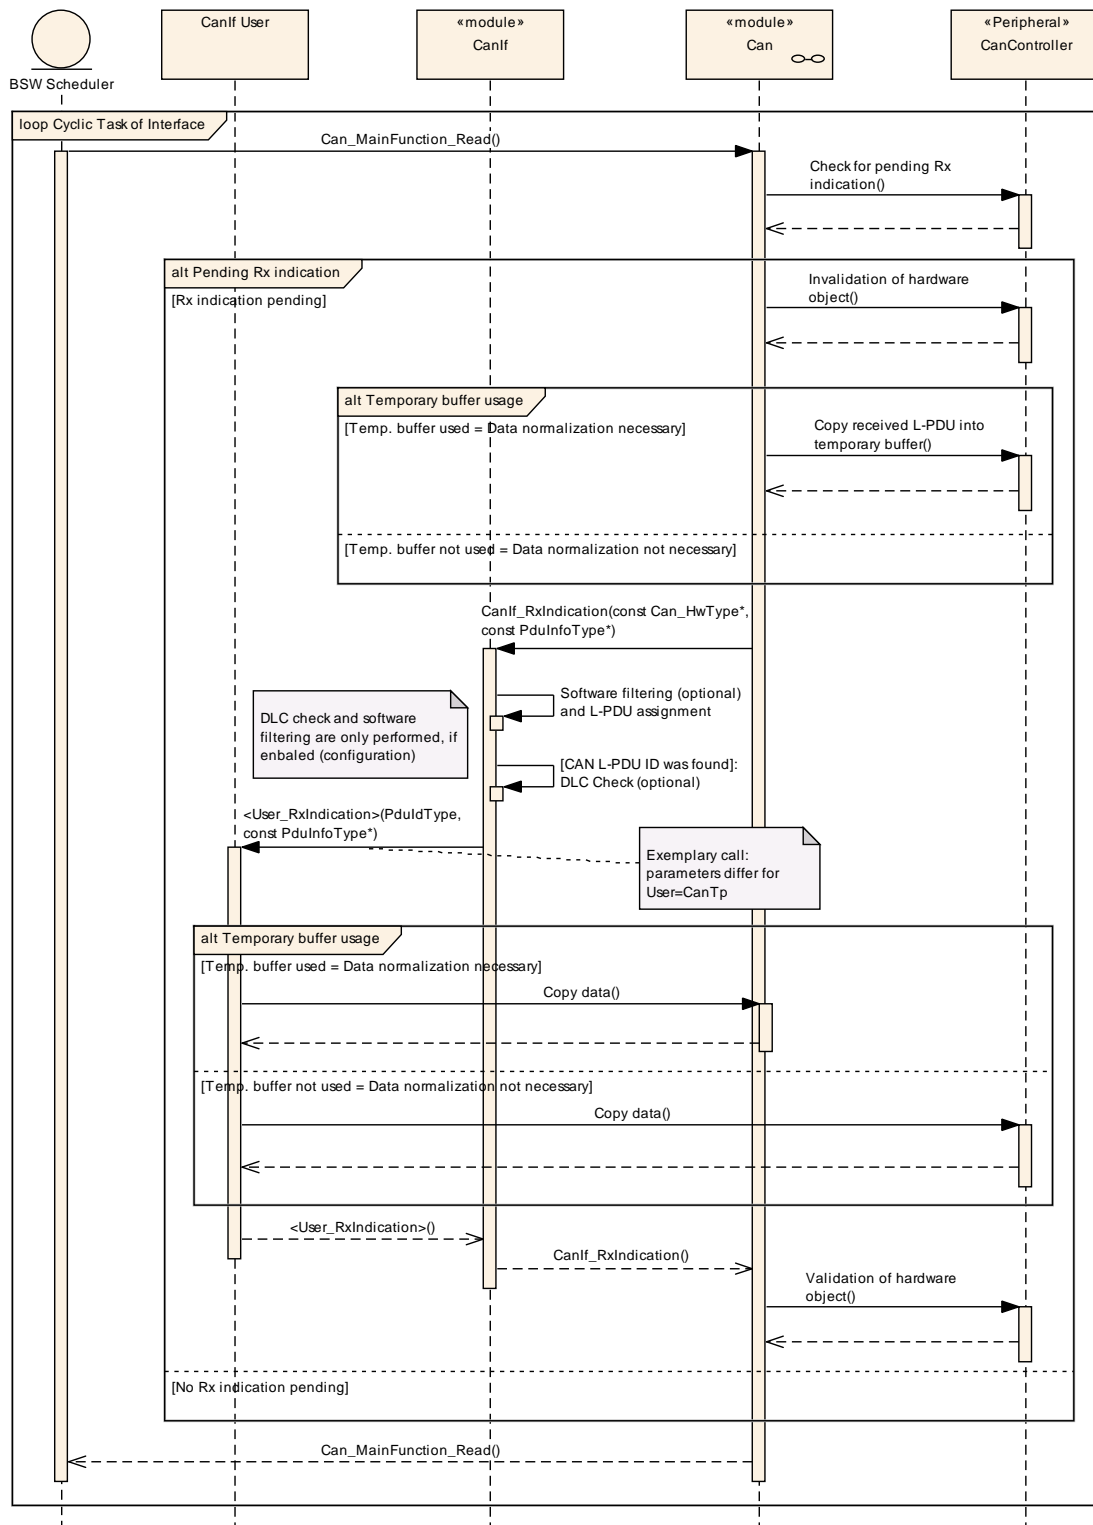 BSW Scheduler
CanIf User
«module»
CanIf
«module»
Can
«Peripheral»
CanController
loop Cyclic Task of Interface
Can_MainFunction_Read()
Check for pending Rx
indication()
alt Pending Rx indication
[Rx indication pending]
Invalidation of hardware
object()
alt Temporary buffer usage
[Temp. buffer used = Data normalization necessary]
Copy received L-PDU into
temporary buffer()
[Temp. buffer not used = Data normalization not necessary]
CanIf_RxIndication(const Can_HwType*,
const PduInfoType*)
Software filtering (optional)
and L-PDU assignment
DLC check and software
filtering are only performed, if
enbaled (configuration)
[CAN L-PDU ID was found]:
DLC Check (optional)
<User_RxIndication>(PduIdType,
const PduInfoType*)
Exemplary call:
parameters differ for
User=CanTp
alt Temporary buffer usage
[Temp. buffer used = Data normalization necessary]
Copy data()
[Temp. buffer not used = Data normalization not necessary]
Copy data()
<User_RxIndication>()
CanIf_RxIndication()
Validation of hardware
object()
[No Rx indication pending]
Can_MainFunction_Read()